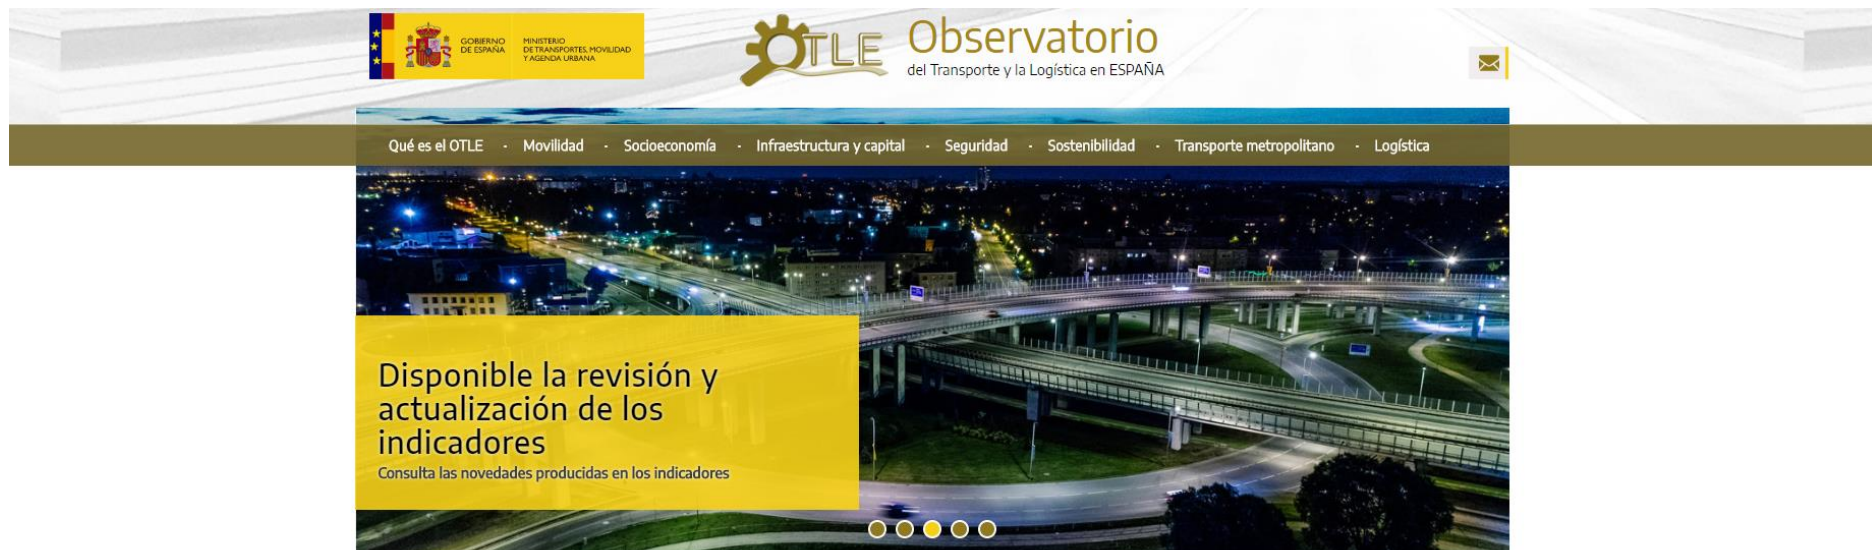 GOBIERNO
DE ESPAÑA
MINISTERIO
DE TRANSPORTES, MOVILIDAD
Y AGENDA URBANA
OTLE
Observatorio
del Transporte y la Logística en ESPAÑA
Qué es el OTLE · Movilidad · Socioeconomía · Infraestructura y capital · Seguridad · Sostenibilidad · Transporte metropolitano · Logística
Disponible la revisión y
actualización de los
indicadores
Consulta las novedades producidas en los indicadores